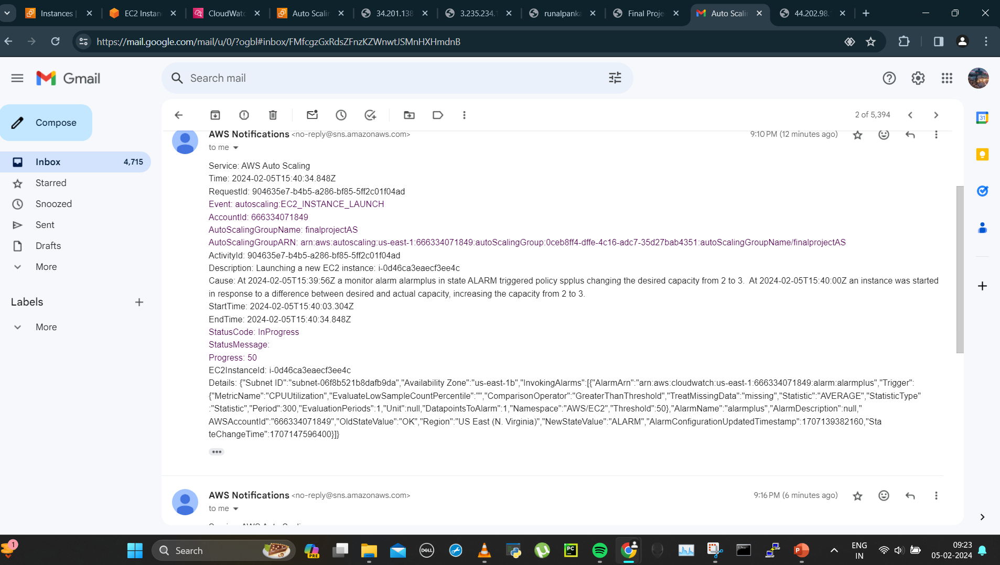 Instances |
EC2 Instan
CloudWatc
Auto Scalin
34.201.138
3.235.234.1
runalpanka
Final Proje
Auto Scalin
44.202.98.
https://mail.google.com/mail/u/0/?ogbl#inbox/FMfcgzGxRdsZFnzKZWnwtJSMnHXHmdnB
Gmail
Search mail
Compose
2 of 5,394
Inbox 4,715
Starred
Snoozed
Sent
Drafts
More
Labels
More
AWS Notifications <no-reply@sns.amazonaws.com> 9:10 PM (12 minutes ago)
to me
Service: AWS Auto Scaling
Time: 2024-02-05T15:40:34.848Z
RequestId: 904635e7-b4b5-a286-bf85-5ff2c01f04ad
Event: autoscaling:EC2_INSTANCE_LAUNCH
AccountId: 666334071849
AutoScalingGroupName: finalprojectAS
AutoScalingGroupARN: arn:aws:autoscaling:us-east-1:666334071849:autoScalingGroup:0ceb8ff4-dffe-4c16-adc7-35d27bab4351:autoScalingGroupName/finalprojectAS
ActivityId: 904635e7-b4b5-a286-bf85-5ff2c01f04ad
Description: Launching a new EC2 instance: i-0d46ca3eaecf3ee4c
Cause: At 2024-02-05T15:39:56Z a monitor alarm alarmplus in state ALARM triggered policy spplus changing the desired capacity from 2 to 3.  At 2024-02-05T15:40:00Z an instance was started
in response to a difference between desired and actual capacity, increasing the capacity from 2 to 3.
StartTime: 2024-02-05T15:40:03.304Z
EndTime: 2024-02-05T15:40:34.848Z
StatusCode: InProgress
StatusMessage:
Progress: 50
EC2InstanceId: i-0d46ca3eaecf3ee4c
Details: {"Subnet ID":"subnet-06f8b521b8dafb9da","Availability Zone":"us-east-1b","InvokingAlarms":[{"AlarmArn":"arn:aws:cloudwatch:us-east-1:666334071849:alarm:alarmplus","Trigger":
{"MetricName":"CPUUtilization","EvaluateLowSampleCountPercentile":"","ComparisonOperator":"GreaterThanThreshold","TreatMissingData":"missing","Statistic":"AVERAGE","StatisticType"
:"Statistic","Period":300,"EvaluationPeriods":1,"Unit":null,"DatapointsToAlarm":1,"Namespace":"AWS/EC2","Threshold":50},"AlarmName":"alarmplus","AlarmDescription":null,"
AWSAccountId":"666334071849","OldStateValue":"OK","Region":"US East (N. Virginia)","NewStateValue":"ALARM","AlarmConfigurationUpdatedTimestamp":1707139382160,"Sta
teChangeTime":1707147596400}]}
AWS Notifications <no-reply@sns.amazonaws.com> 9:16 PM (6 minutes ago)
to me
31
1
Search
PRE
DELL
PC
P
ENG
IN
09:23
05-02-2024